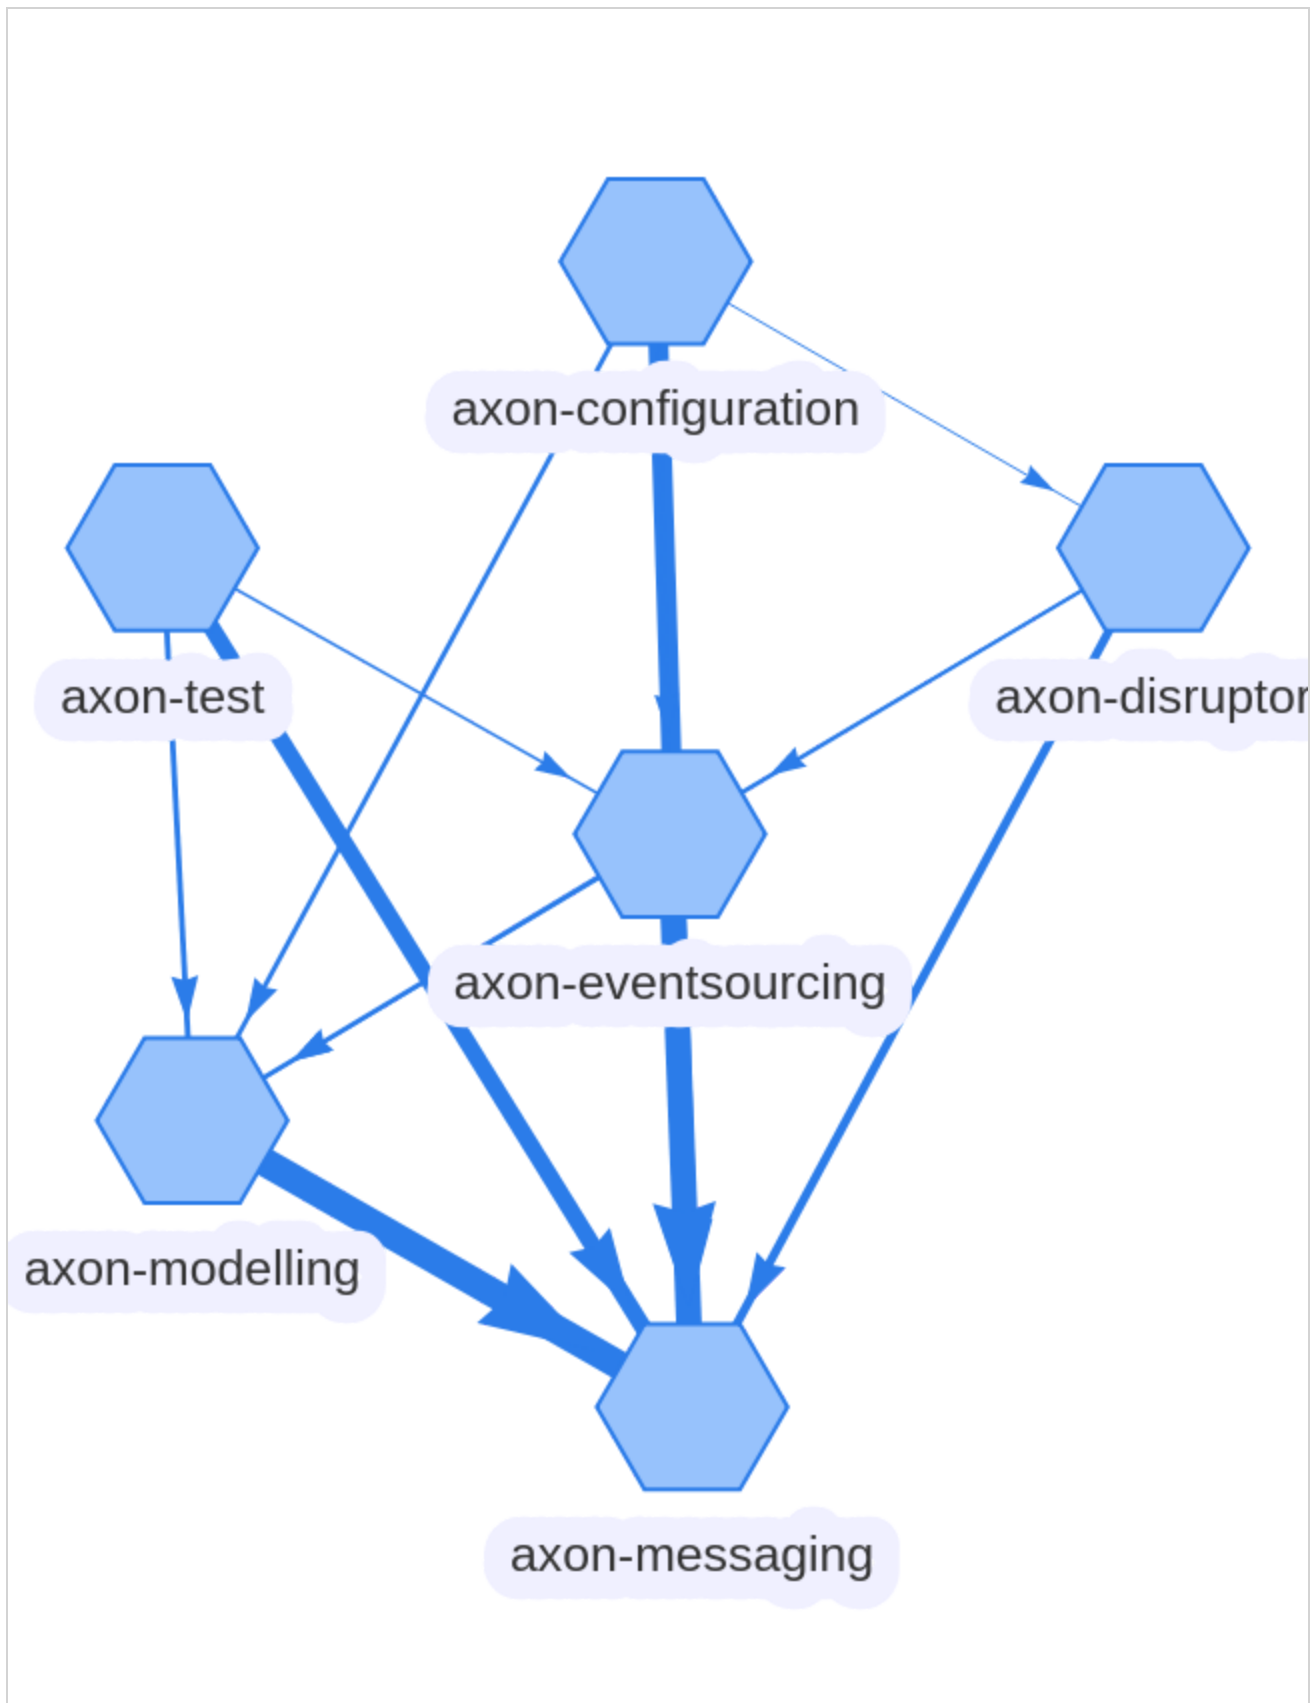 axon-configuration
axon-test
axon-disruptor
axon-eventsourcing
axon-modelling
axon-messaging